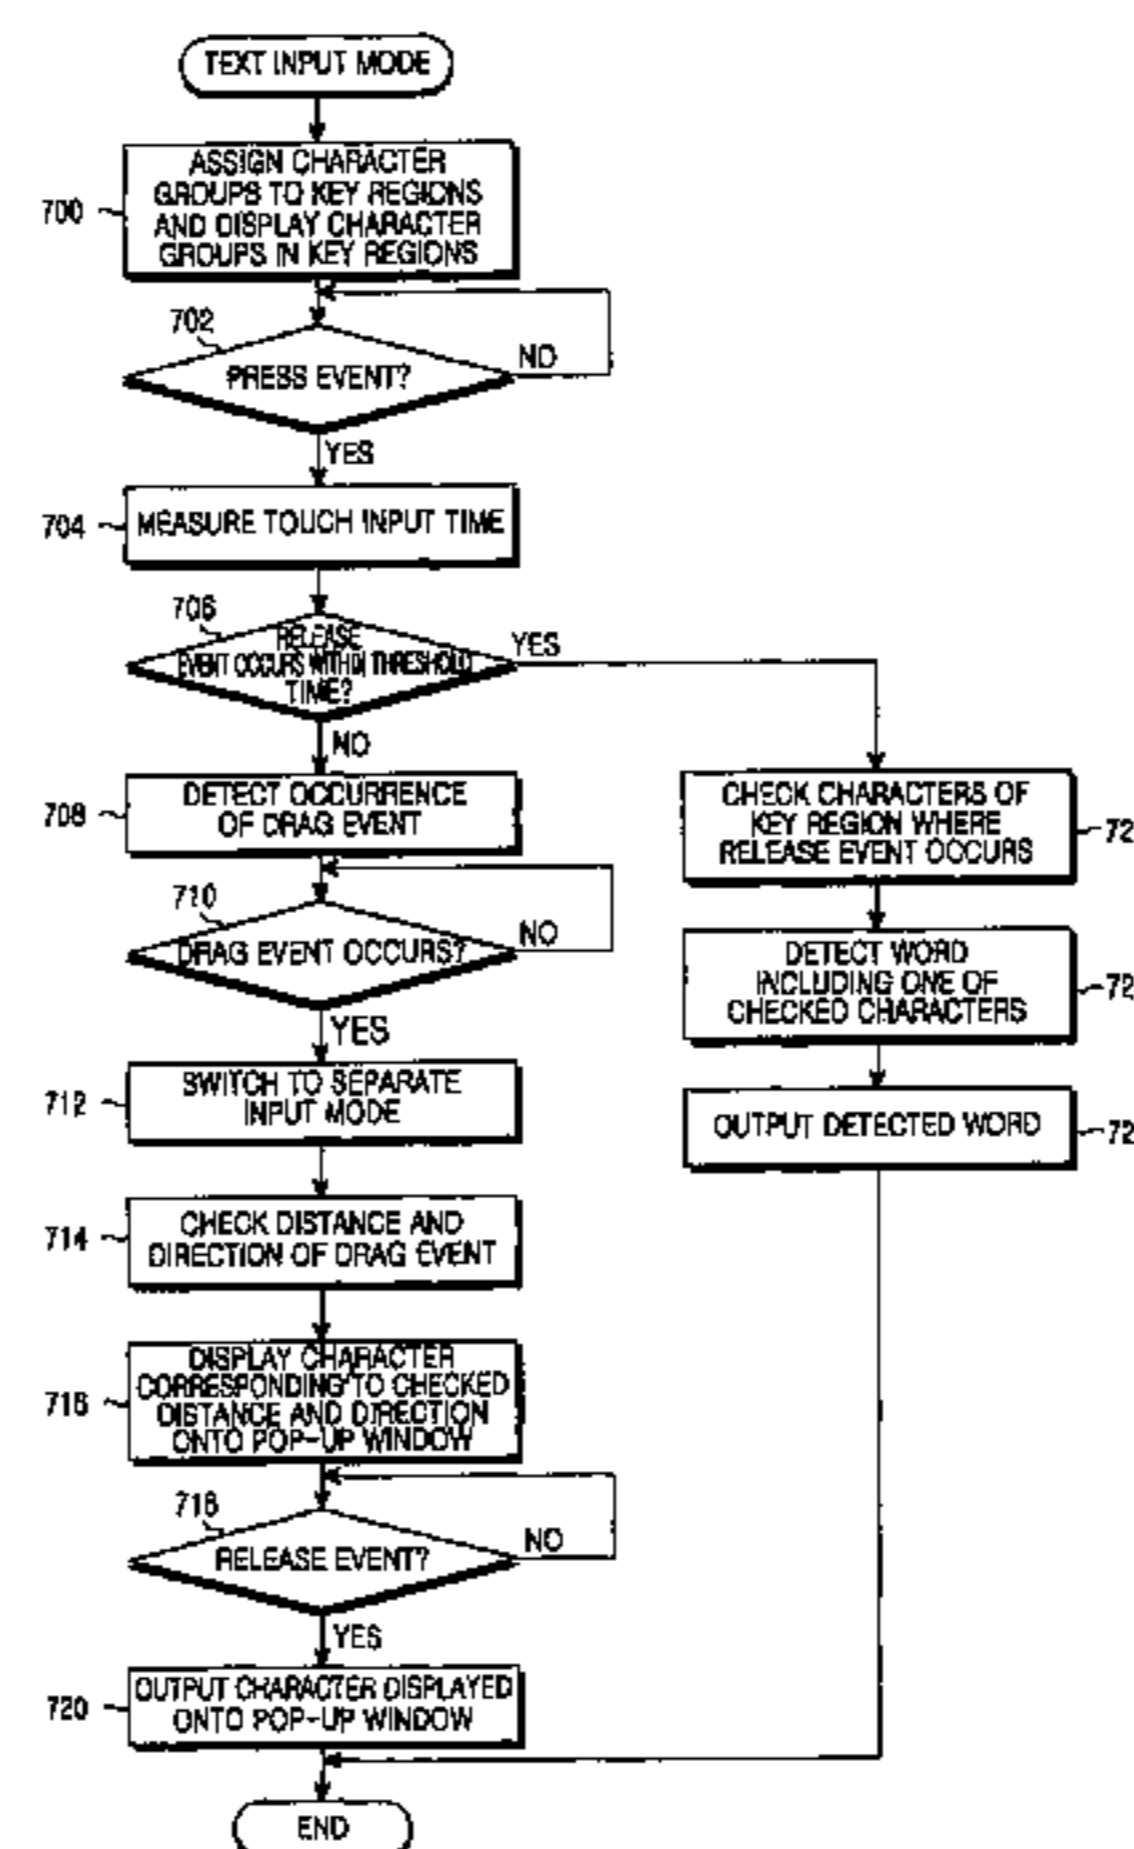 TEXT INPUT MODE
700
ASSIGN CHARACTER
GROUPS TO KEY REGIONS
AND DISPLAY CHARACTER
GROUPS IN KEY REGIONS
702
PRESS EVENT?
NO
YES
704
MEASURE TOUCH INPUT TIME
706
RELEASE
EVENT OCCURS WITHIN THRESHOLD
TIME?
YES
NO
708
DETECT OCCURRENCE
OF DRAG EVENT
CHECK CHARACTERS OF
KEY REGION WHERE
RELEASE EVENT OCCURS
72
710
DRAG EVENT OCCURS?
NO
YES
DETECT WORD
INCLUDING ONE OF
CHECKED CHARACTERS
72
712
SWITCH TO SEPARATE
INPUT MODE
OUTPUT DETECTED WORD
72
714
CHECK DISTANCE AND
DIRECTION OF DRAG EVENT
716
DISPLAY CHARACTER
CORRESPONDING TO CHECKED
DISTANCE AND DIRECTION
ONTO POP-UP WINDOW
718
RELEASE EVENT?
NO
YES
720
OUTPUT CHARACTER DISPLAYED
ONTO POP-UP WINDOW
END